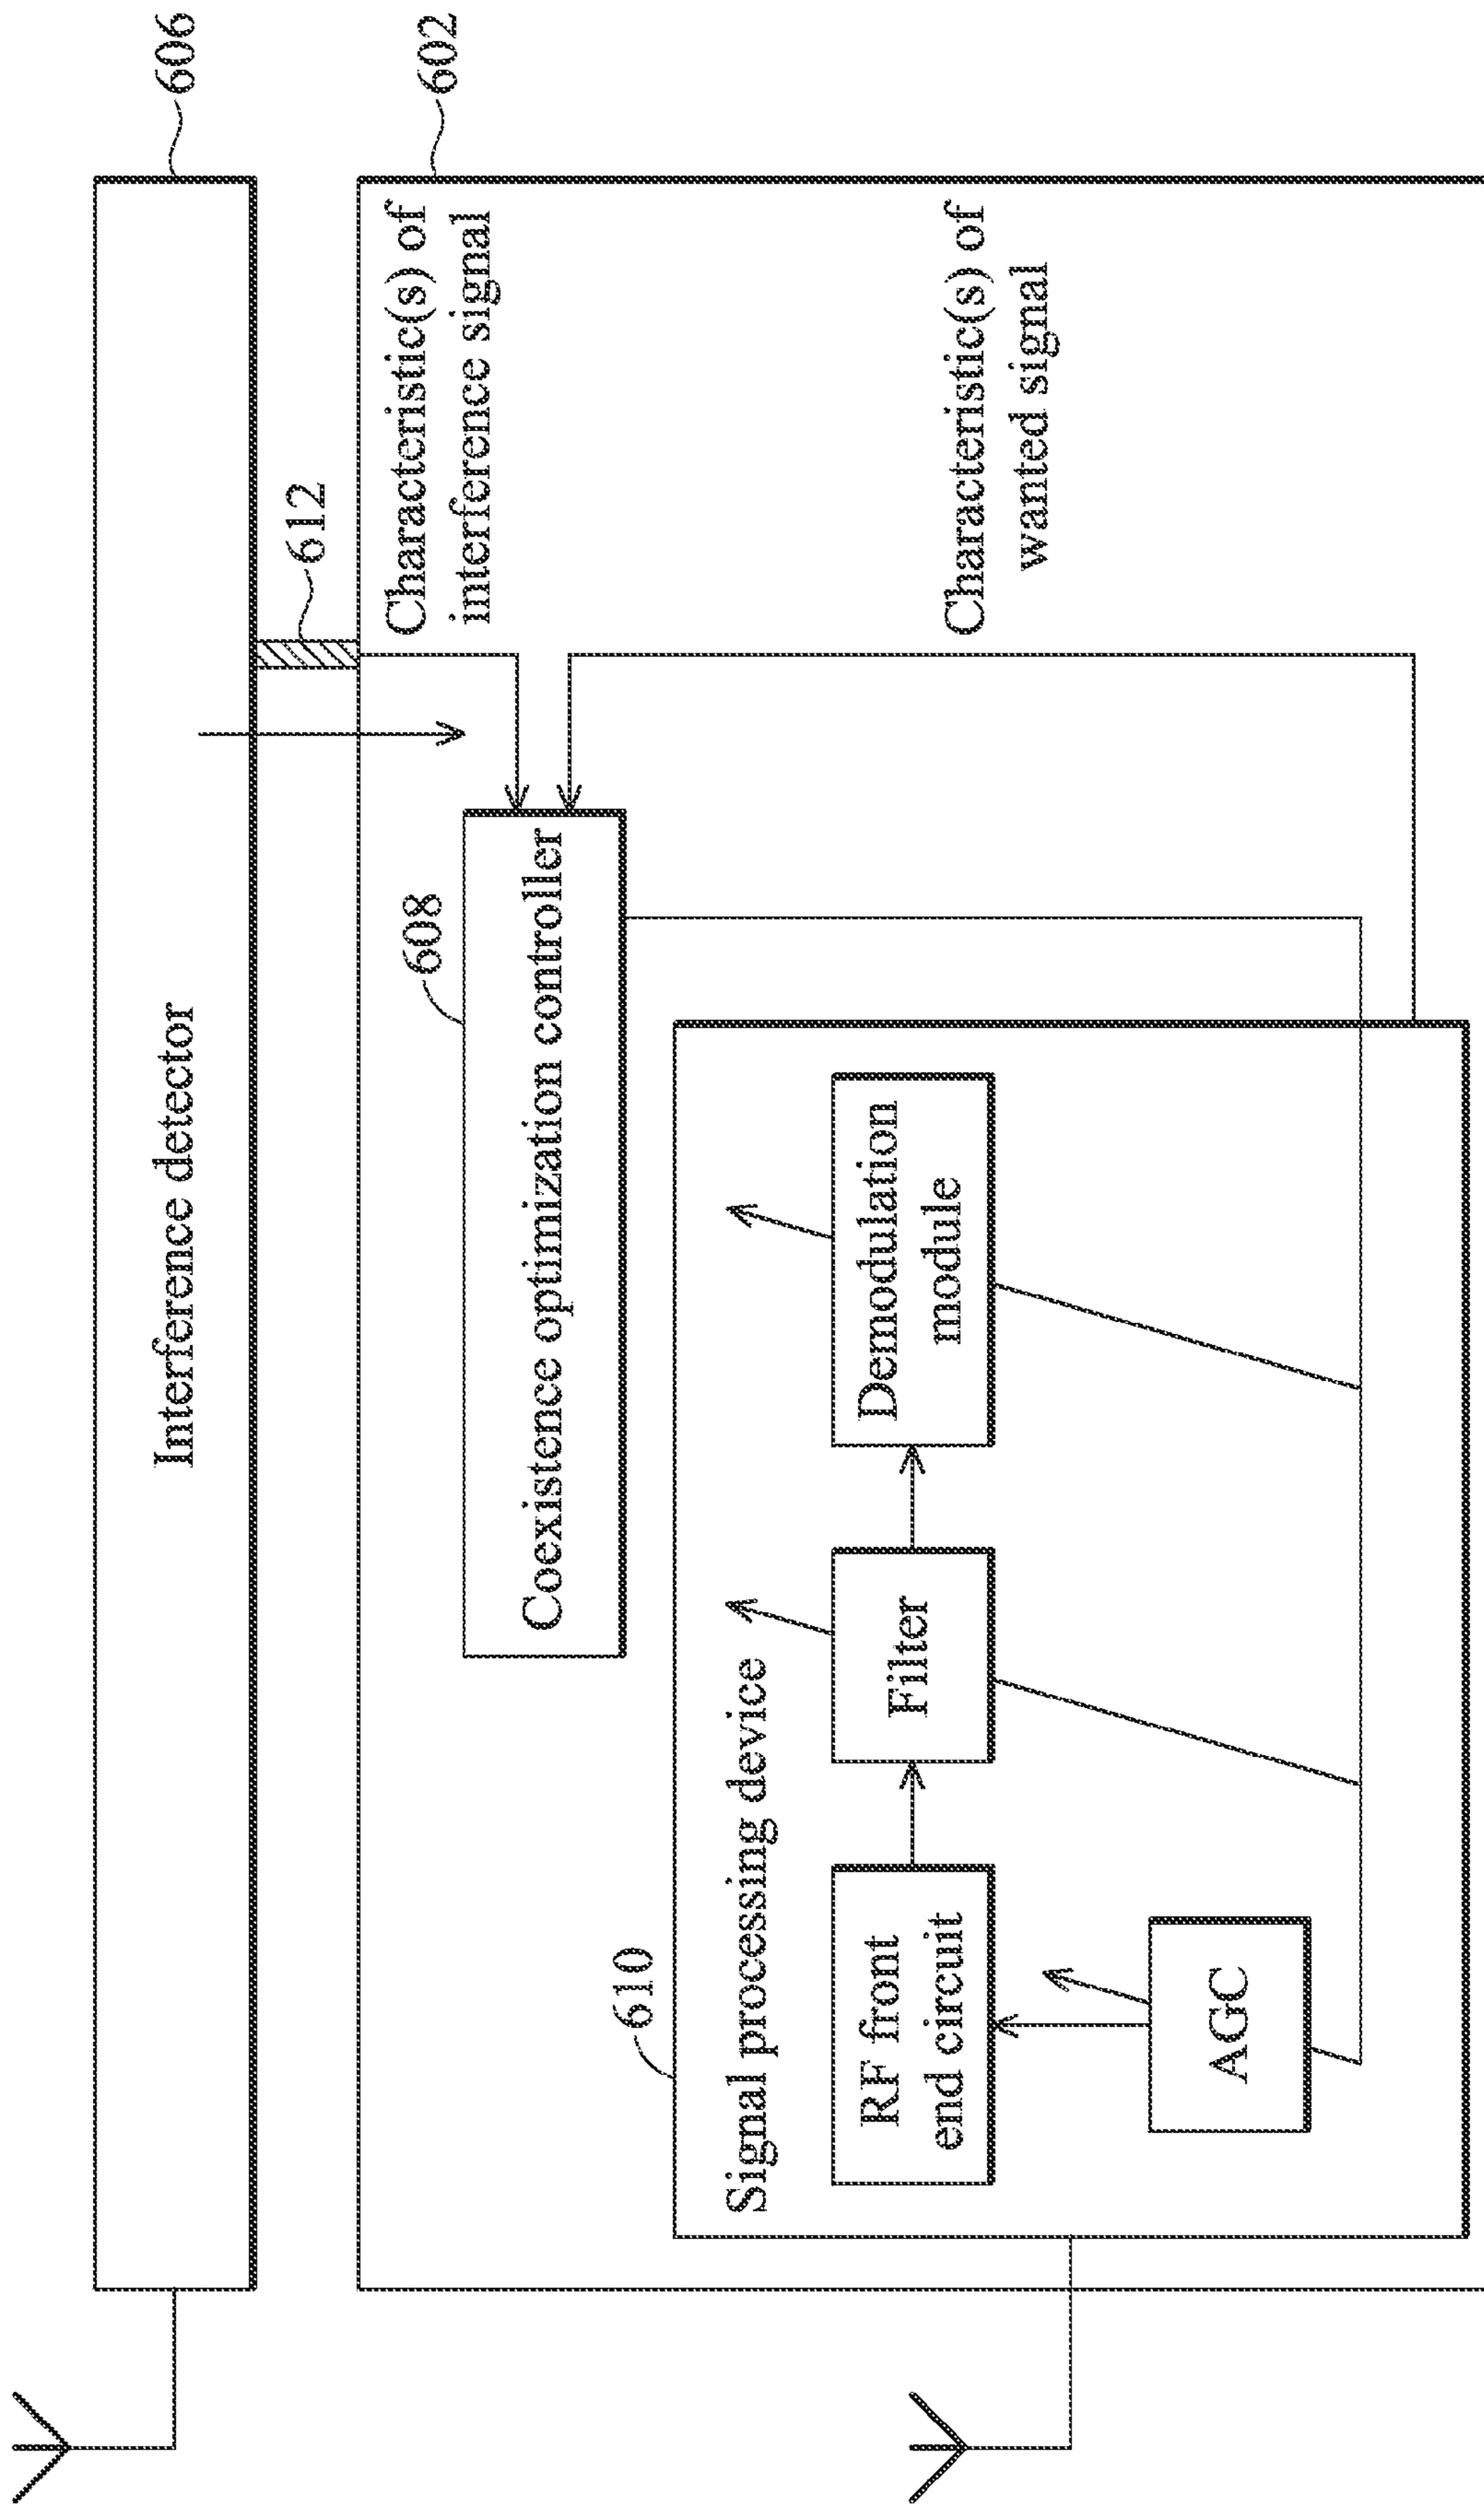 606
Interference detector
612
602
Characteristic(s) of
interference signal
608
Coexistence optimization controller
Characteristic(s) of
wanted signal
610
Signal processing device
RF front
end circuit
Filter
Demodulation
module
AGC